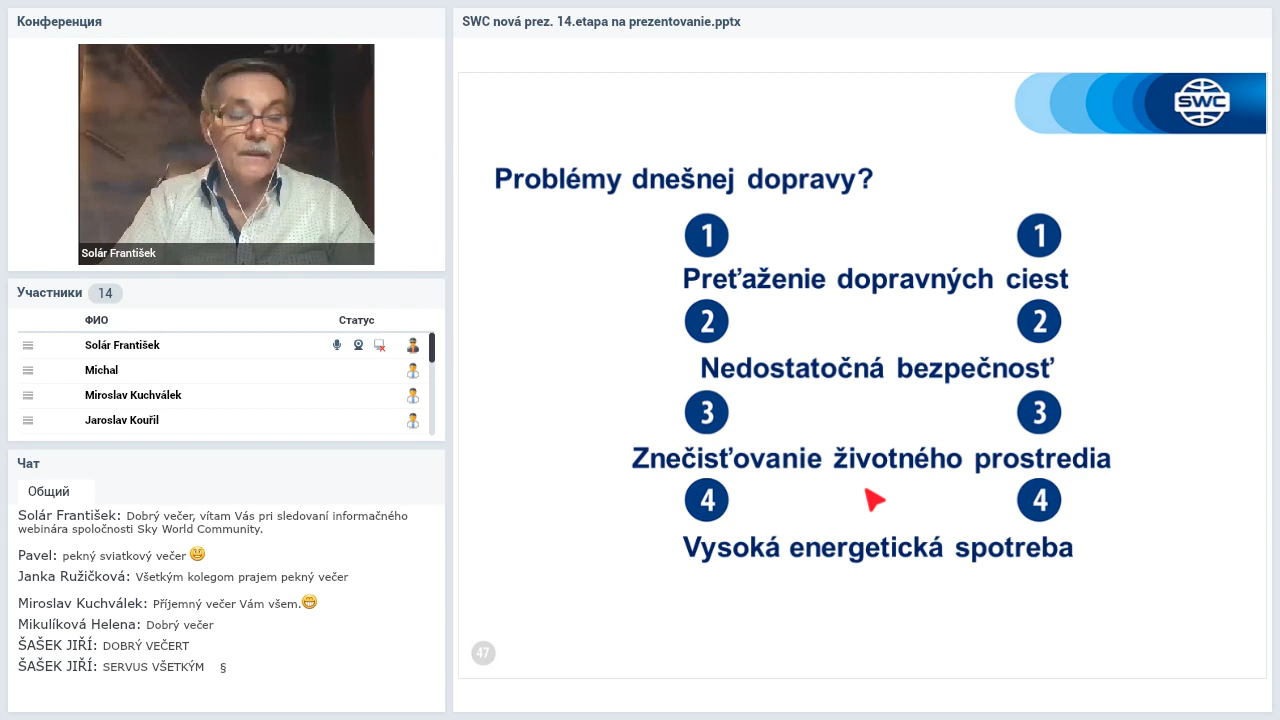 Конференция
Solár František
Участники 14
ФИО Статус
Solár František
Michal
Miroslav Kuchválek
Jaroslav Kouřil
Чат
Общий
Solár František: Dobrý večer, vítam Vás pri sledovaní informačného
webinára spoločnosti Sky World Community.
Pavel: pekný sviatkový večer
Janka Ružičková: Všetkým kolegom prajem pekný večer
Miroslav Kuchválek: Příjemný večer Vám všem.
Mikulíková Helena: Dobrý večer
ŠAŠEK JIŘÍ: DOBRÝ VEČERT
ŠAŠEK JIŘÍ: SERVUS VŠETKÝM §
SWC nová prez. 14.etapa na prezentovanie.pptx
SWC
Problémy dnešnej dopravy?
1 1
Preťaženie dopravných ciest
2 2
Nedostatočná bezpečnosť
3 3
Znečisťovanie životného prostredia
4 4
Vysoká energetická spotreba
47